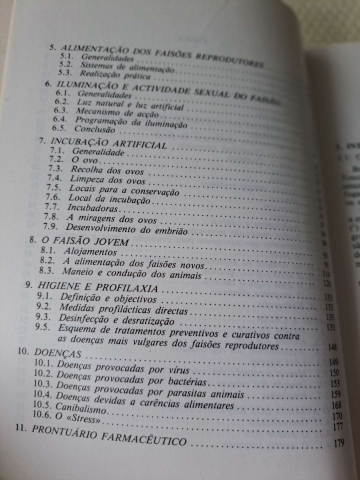 5. ALIMENTAÇÃO DOS FAISÕES REPRODUTORES
5.1. Generalidades
5.2. Sistemas de alimentação
5.3. Realização prática
6. ILUMINAÇÃO E ACTIVIDADE SEXUAL DO FAISÃO
6.1. Generalidades
6.2. Luz natural e luz artificial
6.3. Mecanismo de acção
6.4. Programação da iluminação
6.5. Conclusão
7. INCUBAÇÃO ARTIFICIAL
7.1. Generalidade
7.2. O ovo
7.3. Recolha dos ovos
7.4. Limpeza dos ovos
7.5. Locais para a conservação
7.6. Local da incubação
7.7. Incubadoras
7.8. A miragens dos ovos
7.9. Desenvolvimento do embrião
8. O FAISÃO JOVEM
8.1. Alojamentos
8.2. A alimentação dos faisões novos
8.3. Maneio e condução dos animais
9. HIGIENE E PROFILAXIA
9.1. Definição e objectivos
9.2. Medidas profilácticas directas
9.3. Desinfecção e desratização
9.5. Esquema de tratamentos preventivos e curativos contra
as doenças mais vulgares dos faisões reprodutores 148
10. DOENÇAS 149
10.1. Doenças provocadas por vírus 150
10.2. Doenças provocadas por bactérias 153
10.3. Doenças provocadas por parasitas animais 159
10.4. Doenças devidas a carências alimentares 168
10.5. Canibalismo 170
10.6. O «Stress» 177
11. PRONTUÁRIO FARMACÊUTICO 179